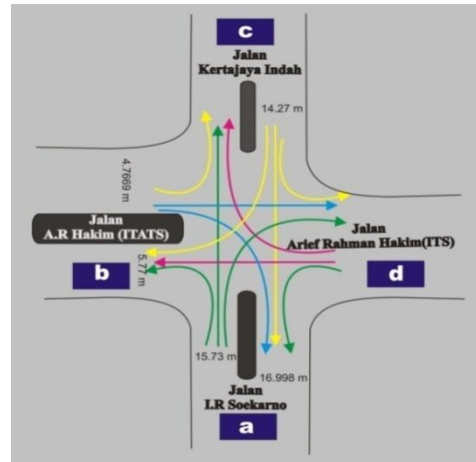 c
Jalan
Kertajaya Indah
14.27 m
4.7669 m
Jalan
A.R Hakim (ITATS)
Jalan
Arief Rahman Hakim(ITS)
b
5.77 m
d
15.73 m
16.998 m
Jalan
I.R Soekarno
a